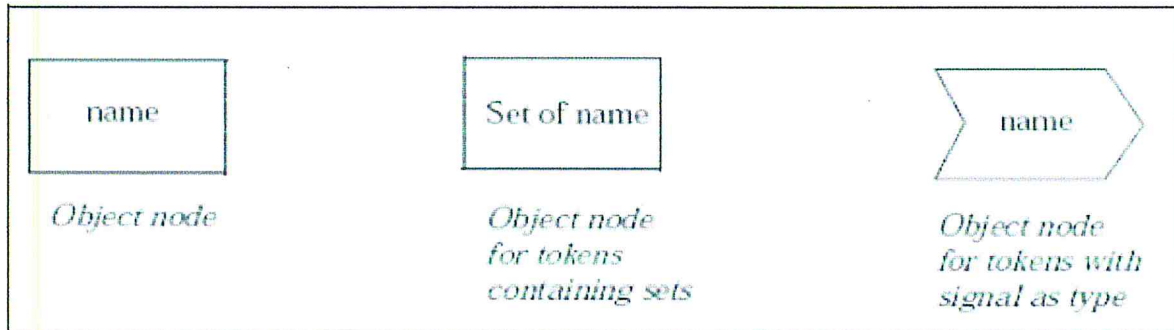 name
Object node
Set of name
Object node
for tokens
containing sets
name
Object node
for tokens with
signal as type